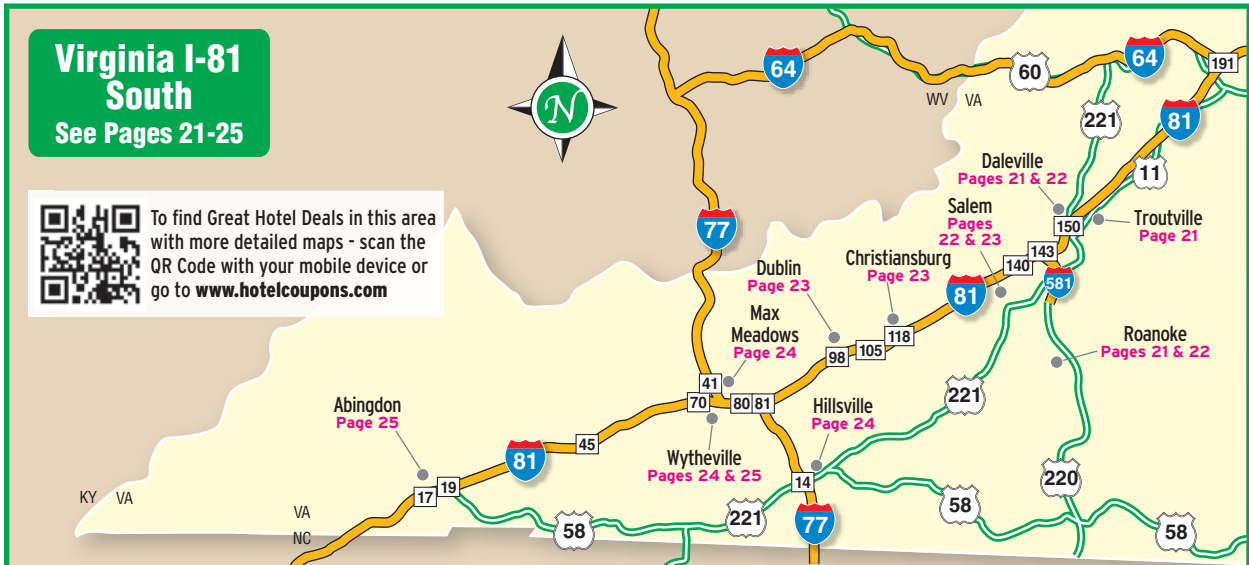 Virginia I-81
South
See Pages 21-25
N
To find Great Hotel Deals in this area
with more detailed maps - scan the
QR Code with your mobile device or
go to www.hotelcoupons.com
64
60
64
191
WV VA
221
81
11
Daleville
Pages 21 & 22
Salem
Pages
22 & 23
150
Troutville
Page 21
77
143
140
581
Christiansburg
Page 23
Dublin
Page 23
81
Max
Meadows
Page 24
118
105
98
Roanoke
Pages 21 & 22
41
70
80
81
221
Abingdon
Page 25
Hillsville
Page 24
45
Wytheville
Pages 24 & 25
81
19
17
14
220
KY VA
VA
NC
58
221
77
58
58